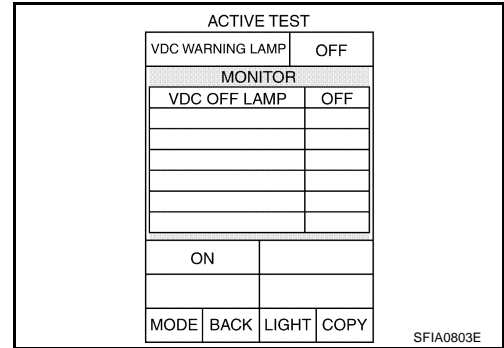 ACTIVE TEST
VDC WARNING LAMP OFF
MONITOR
VDC OFF LAMP OFF
ON
MODE BACK LIGHT COPY
SFIA0803E